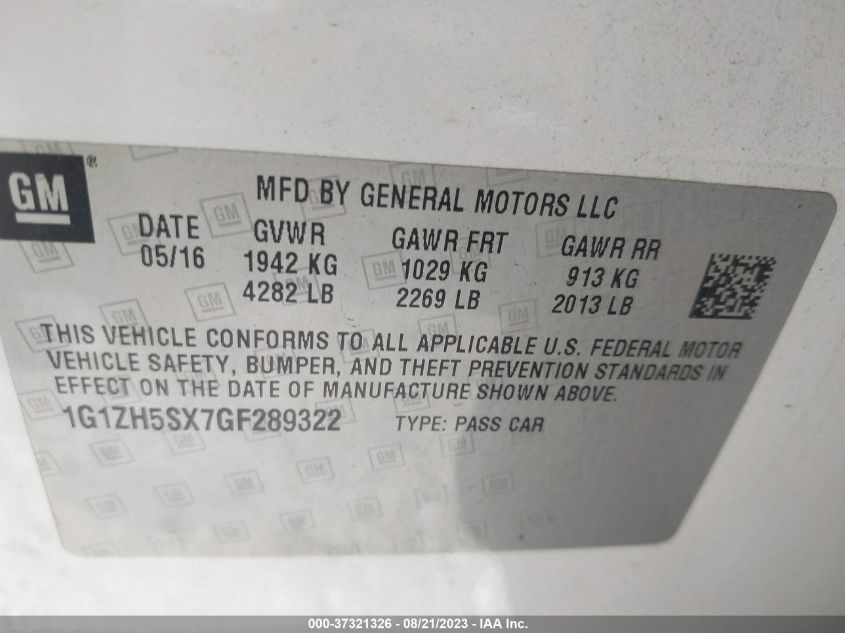 GM ®
MFD BY GENERAL MOTORS LLC
DATE GVWR GAWR FRT GAWR RR
05/16 1942 KG 1029 KG 913 KG
4282 LB 2269 LB 2013 LB
THIS VEHICLE CONFORMS TO ALL APPLICABLE U.S. FEDERAL MOTOR
VEHICLE SAFETY, BUMPER, AND THEFT PREVENTION STANDARDS IN
EFFECT ON THE DATE OF MANUFACTURE SHOWN ABOVE.
1G1ZH5SX7GF289322 TYPE: PASS CAR
000-37321326 - 08/21/2023 - IAA Inc.